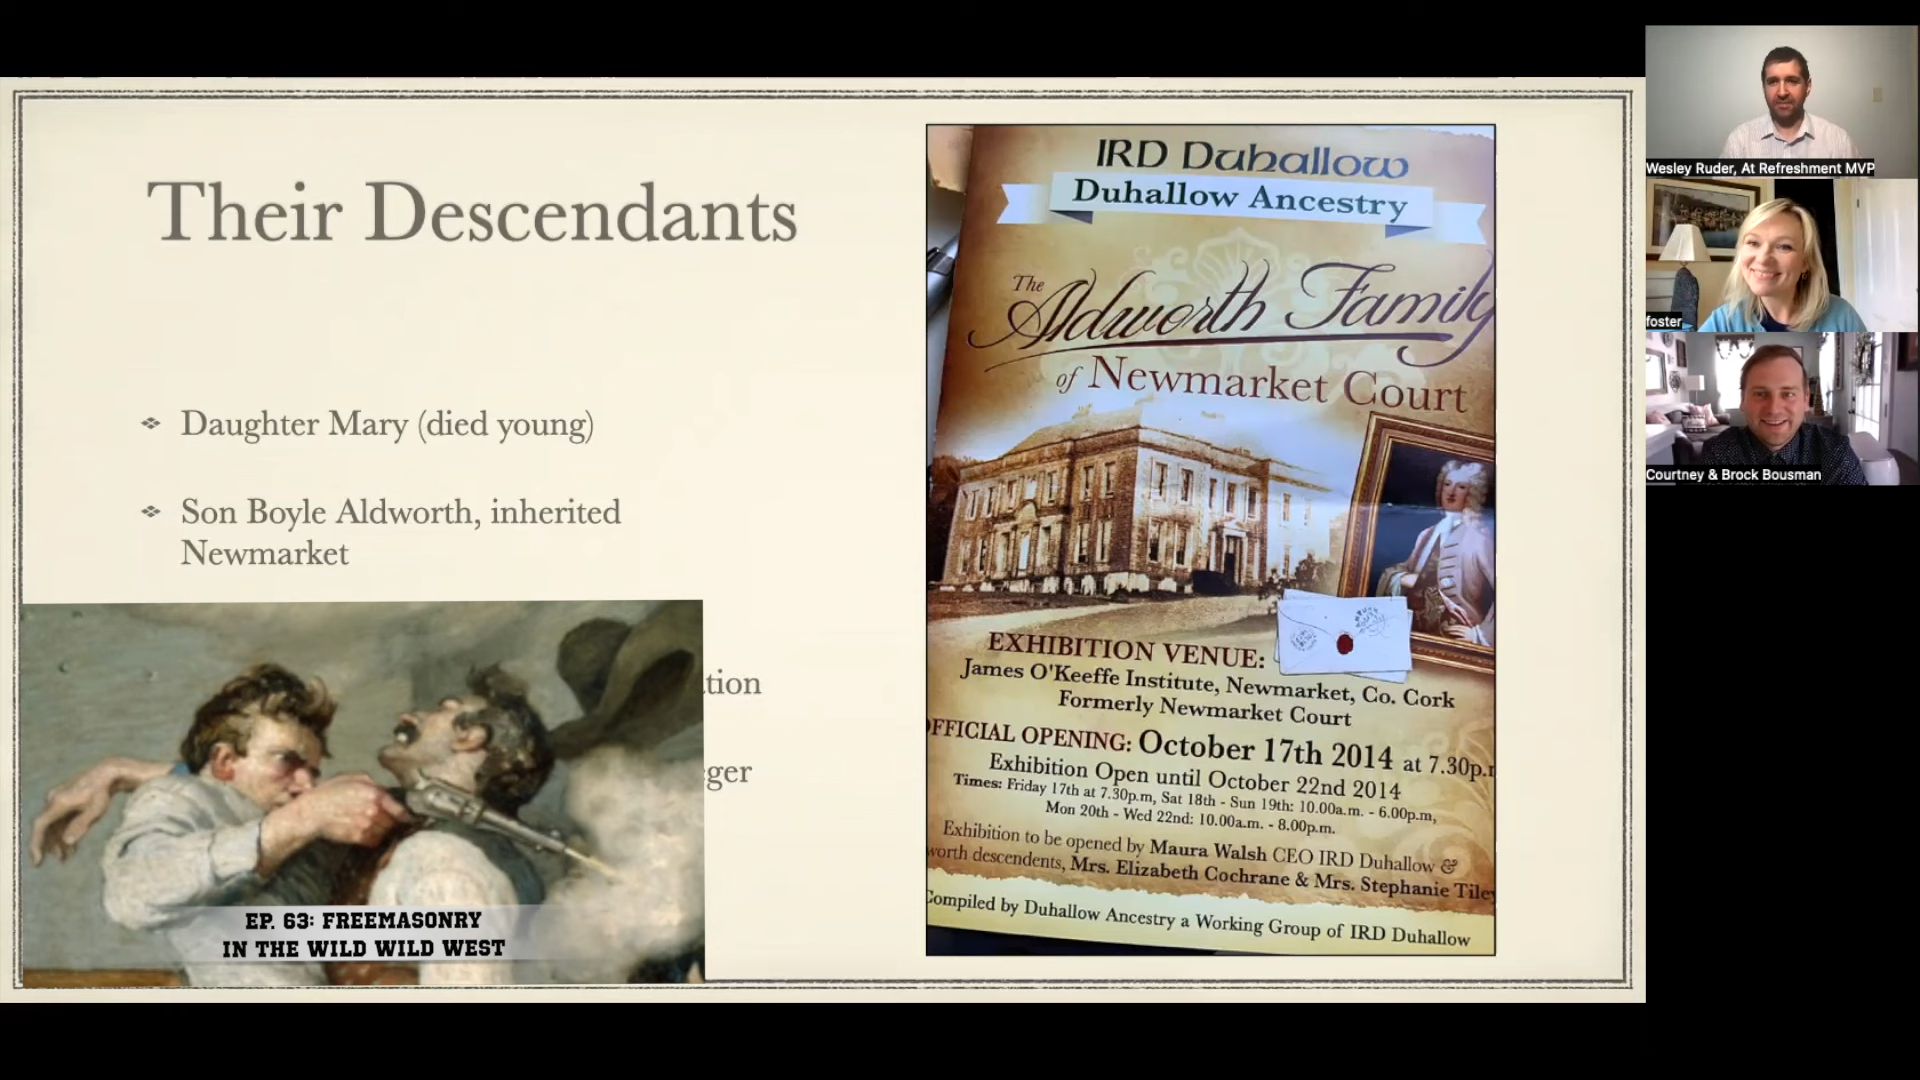 Their Descendants
Daughter Mary (died young)
Son Boyle Aldworth, inherited
Newmarket
EP. 63: FREEMASONRY
IN THE WILD WILD WEST
IRD Duhallow
Duhallow Ancestry
The
Aldworth Family
of Newmarket Court
EXHIBITION VENUE:
James O'Keeffe Institute, Newmarket, Co. Cork
Formerly Newmarket Court
OFFICIAL OPENING: October 17th 2014 at 7.30p.
Exhibition Open until October 22nd 2014
Times: Friday 17th at 7.30p.m, Sat 18th - Sun 19th: 10.00a.m. - 6.00p.m,
Mon 20th - Wed 22nd: 10.00a.m. - 8.00p.m.
Exhibition to be opened by Maura Walsh CEO IRD Duhallow &
worth descendents, Mrs. Elizabeth Cochrane & Mrs. Stephanie Tiley
Compiled by Duhallow Ancestry a Working Group of IRD Duhallow
Wesley Ruder, At Refreshment MVP
foster
Courtney & Brock Bousman